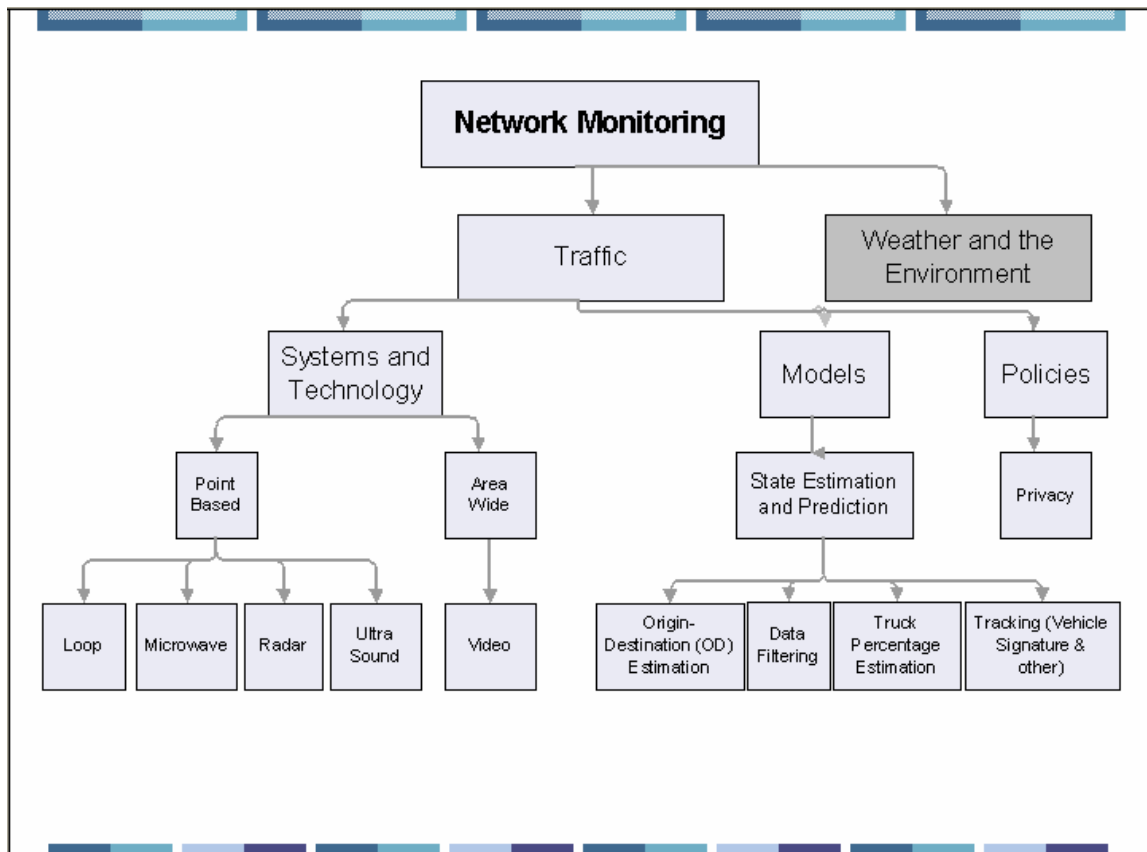 Network Monitoring
Traffic
Weather and the
Environment
Systems and
Technology
Models
Policies
Point
Based
Area
Wide
State Estimation
and Prediction
Privacy
Loop
Microwave
Radar
Ultra
Sound
Video
Origin-
Destination (OD)
Estimation
Data
Filtering
Truck
Percentage
Estimation
Tracking (Vehicle
Signature &
other)